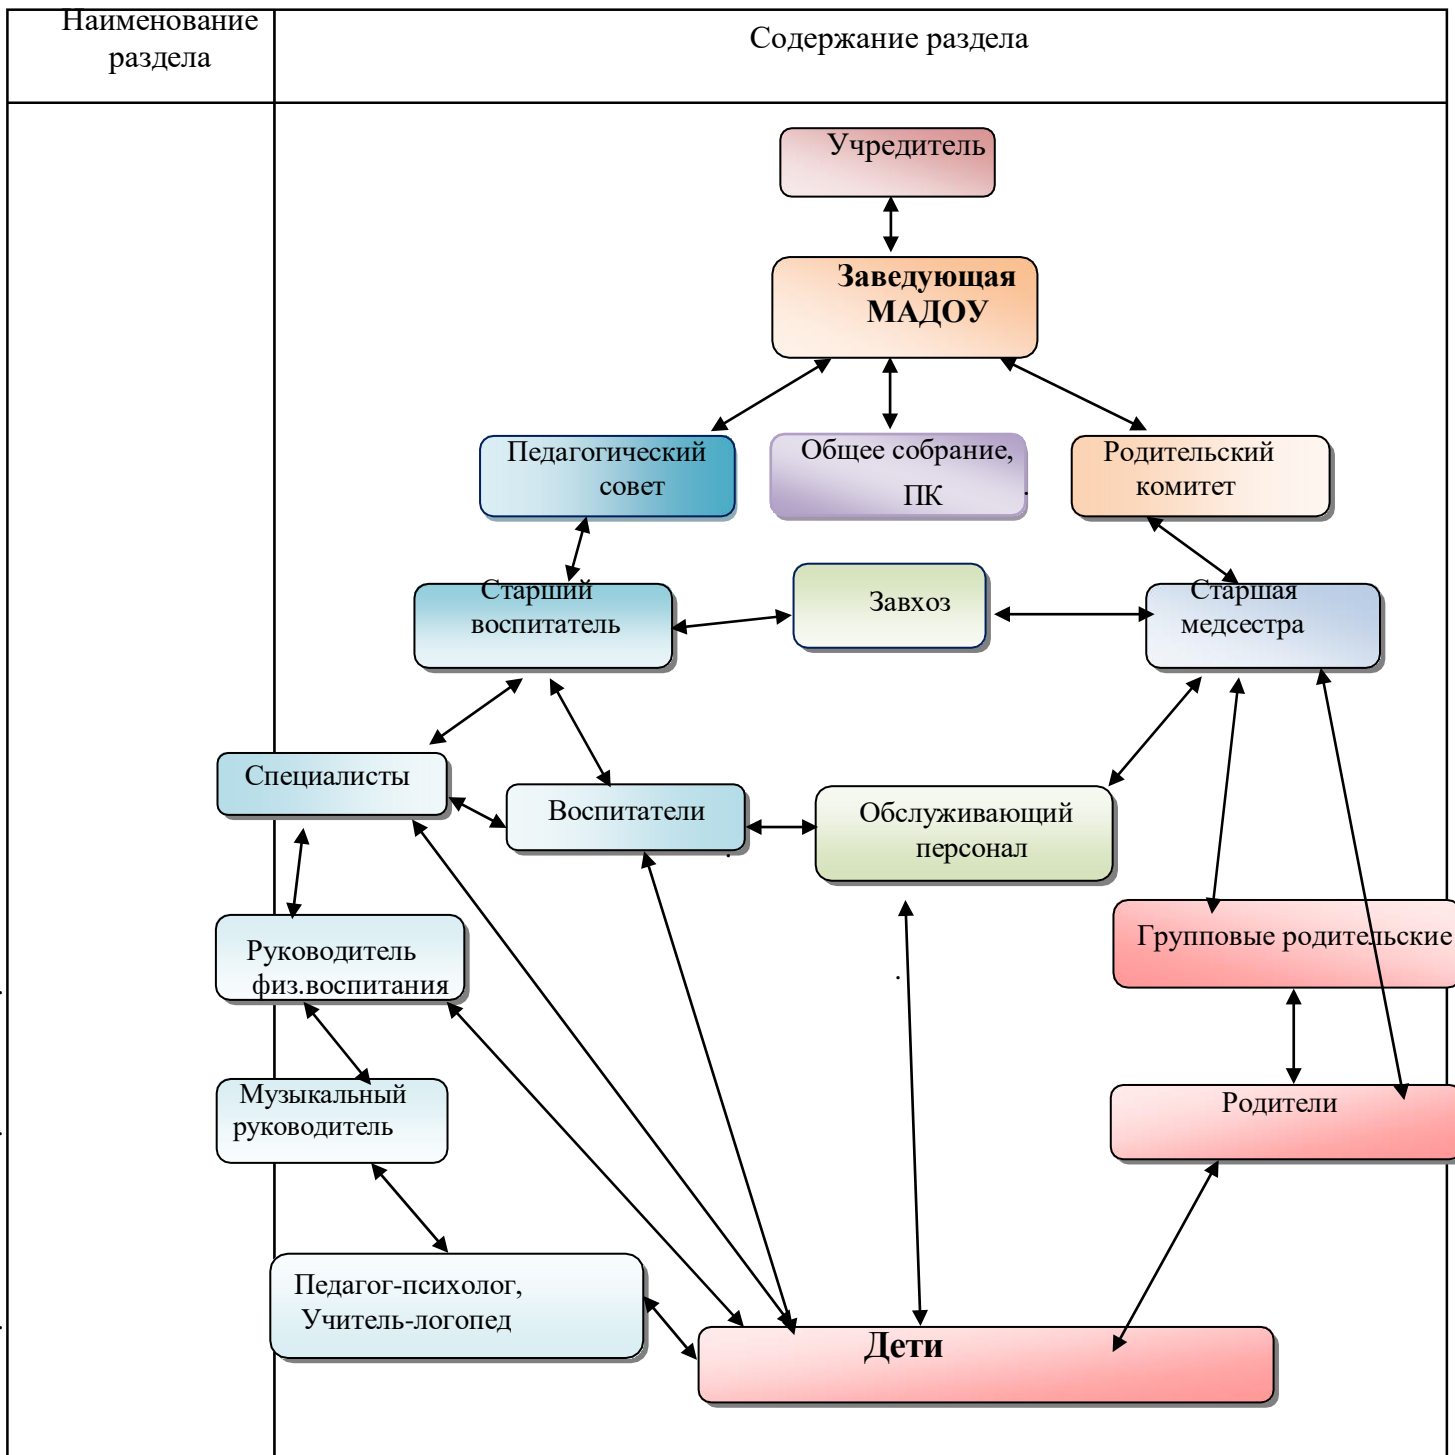 Наименование
раздела
Содержание раздела
Учредитель
Заведующая
МАДОУ
Педагогический
совет
Общее собрание,
ПК
Родительский
комитет
Старший
воспитатель
Завхоз
Старшая
медсестра
Специалисты
Воспитатели
Обслуживающий
персонал
Руководитель
физ.воспитания
Групповые родительские
Музыкальный
руководитель
Родители
Педагог-психолог,
Учитель-логопед
Дети